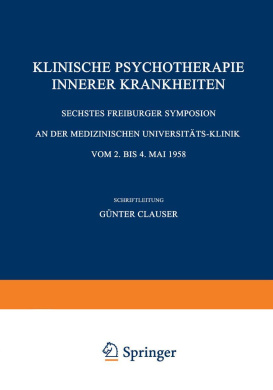 KLINISCHE PSYCHOTHERAPIE
INNERER KRANKHEITEN
SECHSTES FREIBURGER SYMPOSION
AN DER MEDIZINISCHEN UNIVERSITÄTS-KLINIK
VOM 2. BIS 4. MAI 1958
SCHRIFTLEITUNG
GÜNTER CLAUSER
Springer